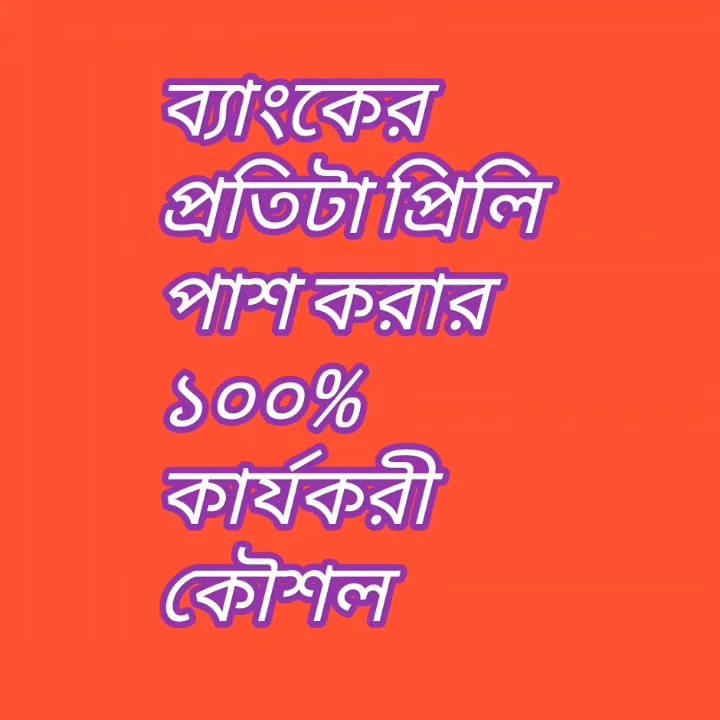 ব্যাংকের
প্রতিটা প্রিলি
পাশ করার
১০০%
কার্যকরী
কৌশল